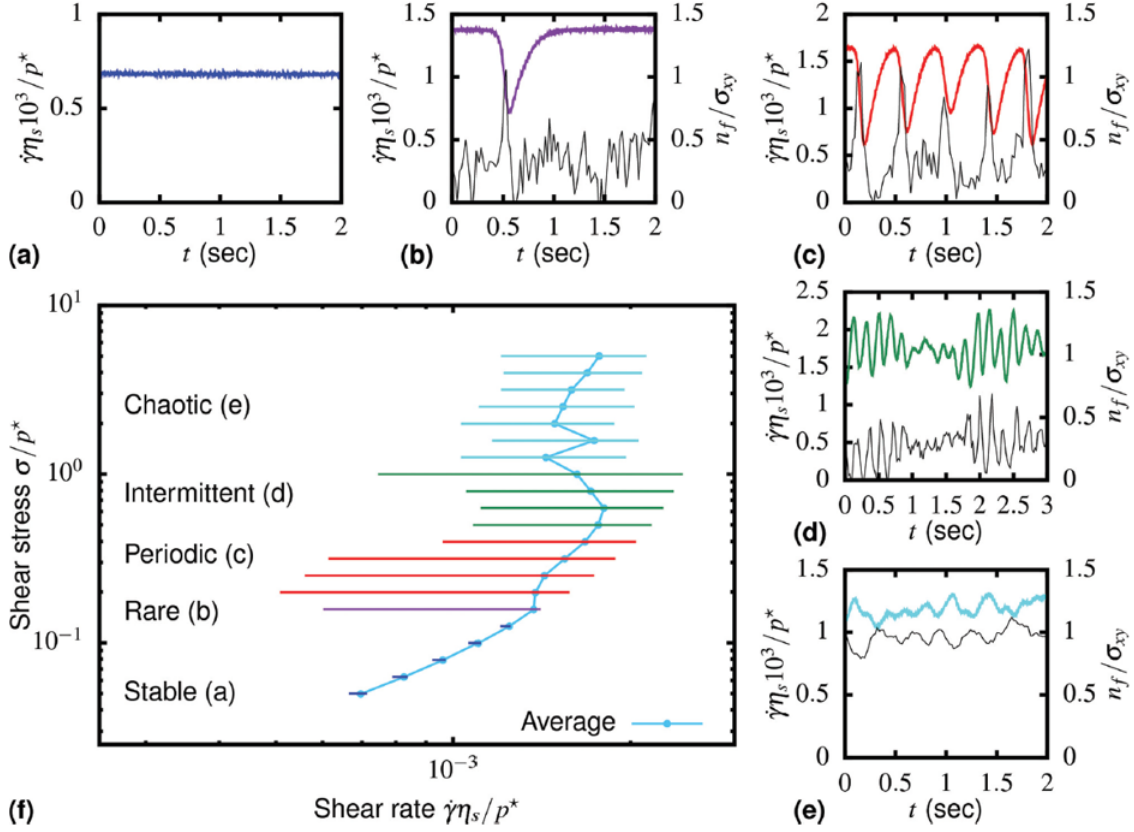 1
0.5
0
0 0.5 1 1.5 2
γ̇η_s10^3/p*
t (sec)
(a)
2
1.5
1
0.5
0
0 0.5 1 1.5 2
1.5
1
0.5
0
γ̇η_s10^3/p*
n_f/σ_xy
t (sec)
(b)
2
1.5
1
0.5
0
0 0.5 1 1.5 2
1.5
1
0.5
0
γ̇η_s10^3/p*
n_f/σ_xy
t (sec)
(c)
2.5
2
1.5
1
0.5
0
0 0.5 1 1.5 2 2.5 3
1.5
1
0.5
0
γ̇η_s10^3/p*
n_f/σ_xy
t (sec)
(d)
1.5
1
0.5
0
0 0.5 1 1.5 2
1.5
1
0.5
0
γ̇η_s10^3/p*
n_f/σ_xy
t (sec)
(e)
10^1
10^0
10^-1
Shear stress σ/p*
Chaotic (e)
Intermittent (d)
Periodic (c)
Rare (b)
Stable (a)
Average
10^-3
Shear rate γ̇η_s/p*
(f)